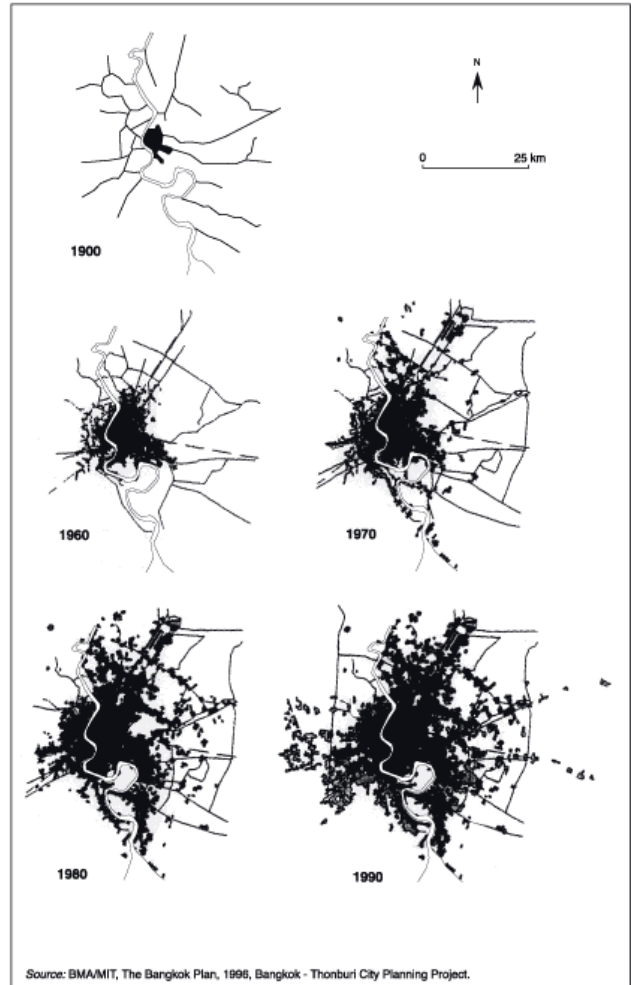 N
0
25 km
1900
1960
1970
1980
1990
Source: BMA/MIT, The Bangkok Plan, 1996, Bangkok - Thonburi City Planning Project.